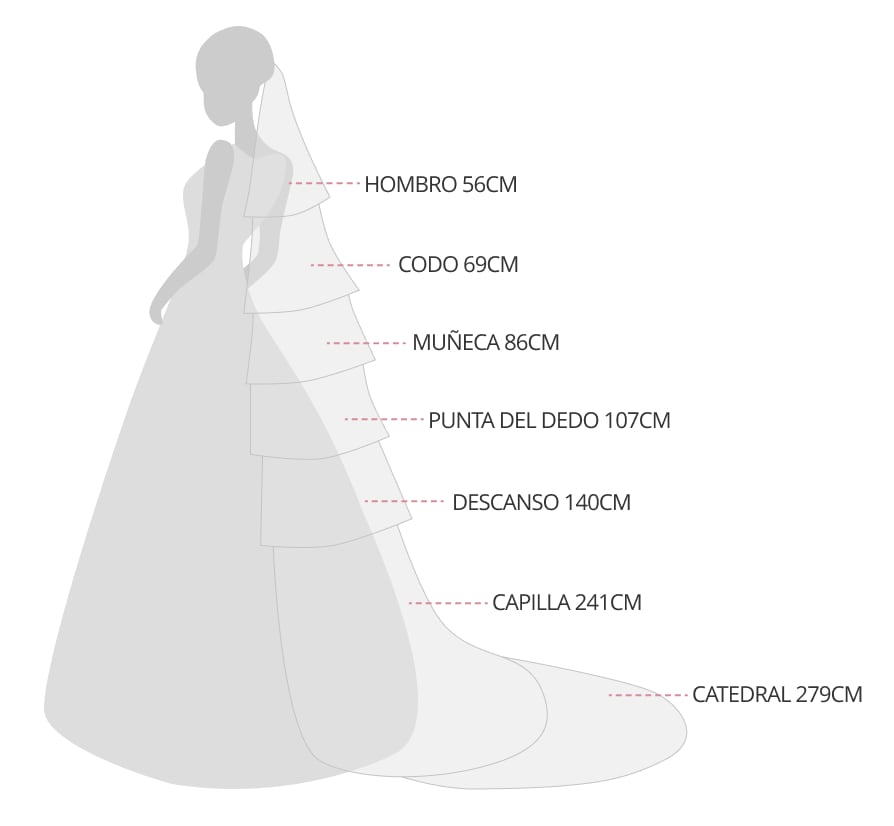 HOMBRO 56CM
CODO 69CM
MUÑECA 86CM
PUNTA DEL DEDO 107CM
DESCANSO 140CM
CAPILLA 241CM
CATEDRAL 279CM